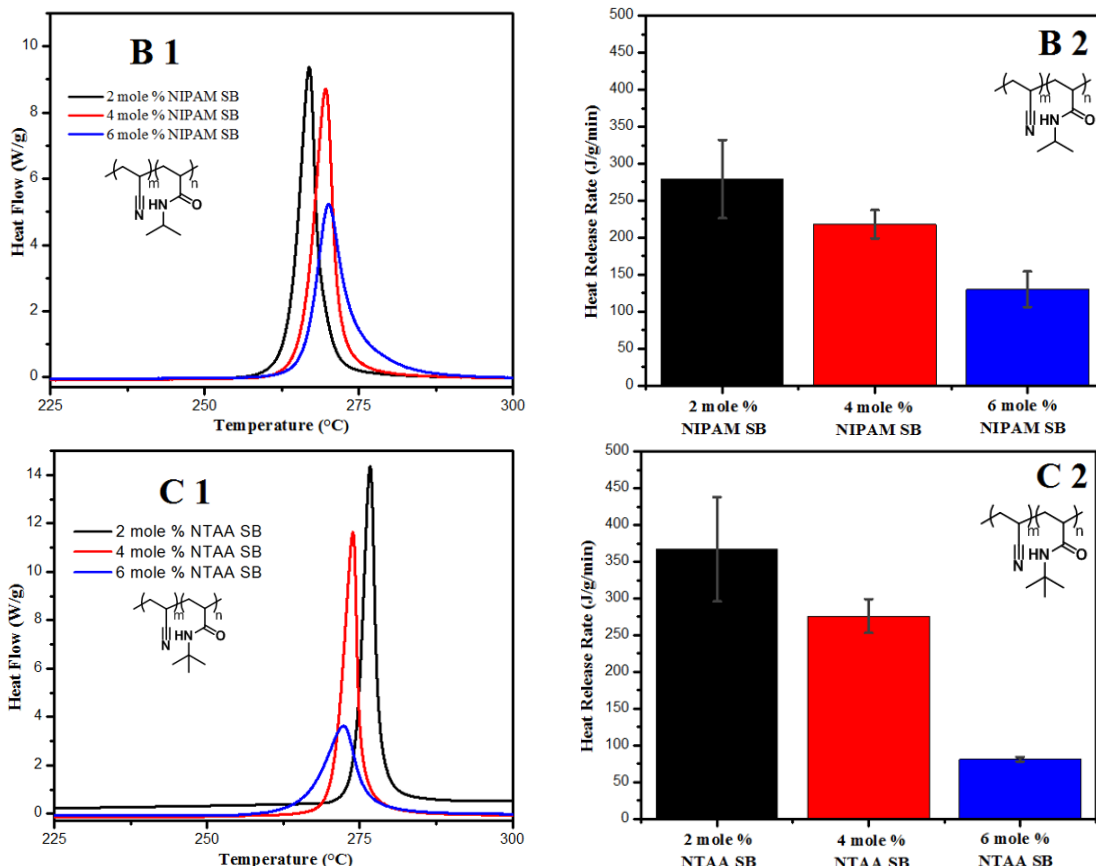 B 1
2 mole % NIPAM SB
4 mole % NIPAM SB
6 mole % NIPAM SB
m
n
HN
O
N
Heat Flow (W/g)
8
6
4
2
0
225
250
275
300
Temperature (°C)
B 2
m
n
HN
O
N
Heat Release Rate (J/g/min)
500
450
400
350
300
250
200
150
100
50
0
2 mole %
NIPAM SB
4 mole %
NIPAM SB
6 mole %
NIPAM SB
C 1
2 mole % NTAA SB
4 mole % NTAA SB
6 mole % NTAA SB
m
n
HN
O
N
Heat Flow (W/g)
14
12
10
8
6
4
2
0
225
250
275
300
Temperature (°C)
C 2
m
n
HN
O
N
Heat Release Rate (J/g/min)
500
450
400
350
300
250
200
150
100
50
0
2 mole %
NTAA SB
4 mole %
NTAA SB
6 mole %
NTAA SB